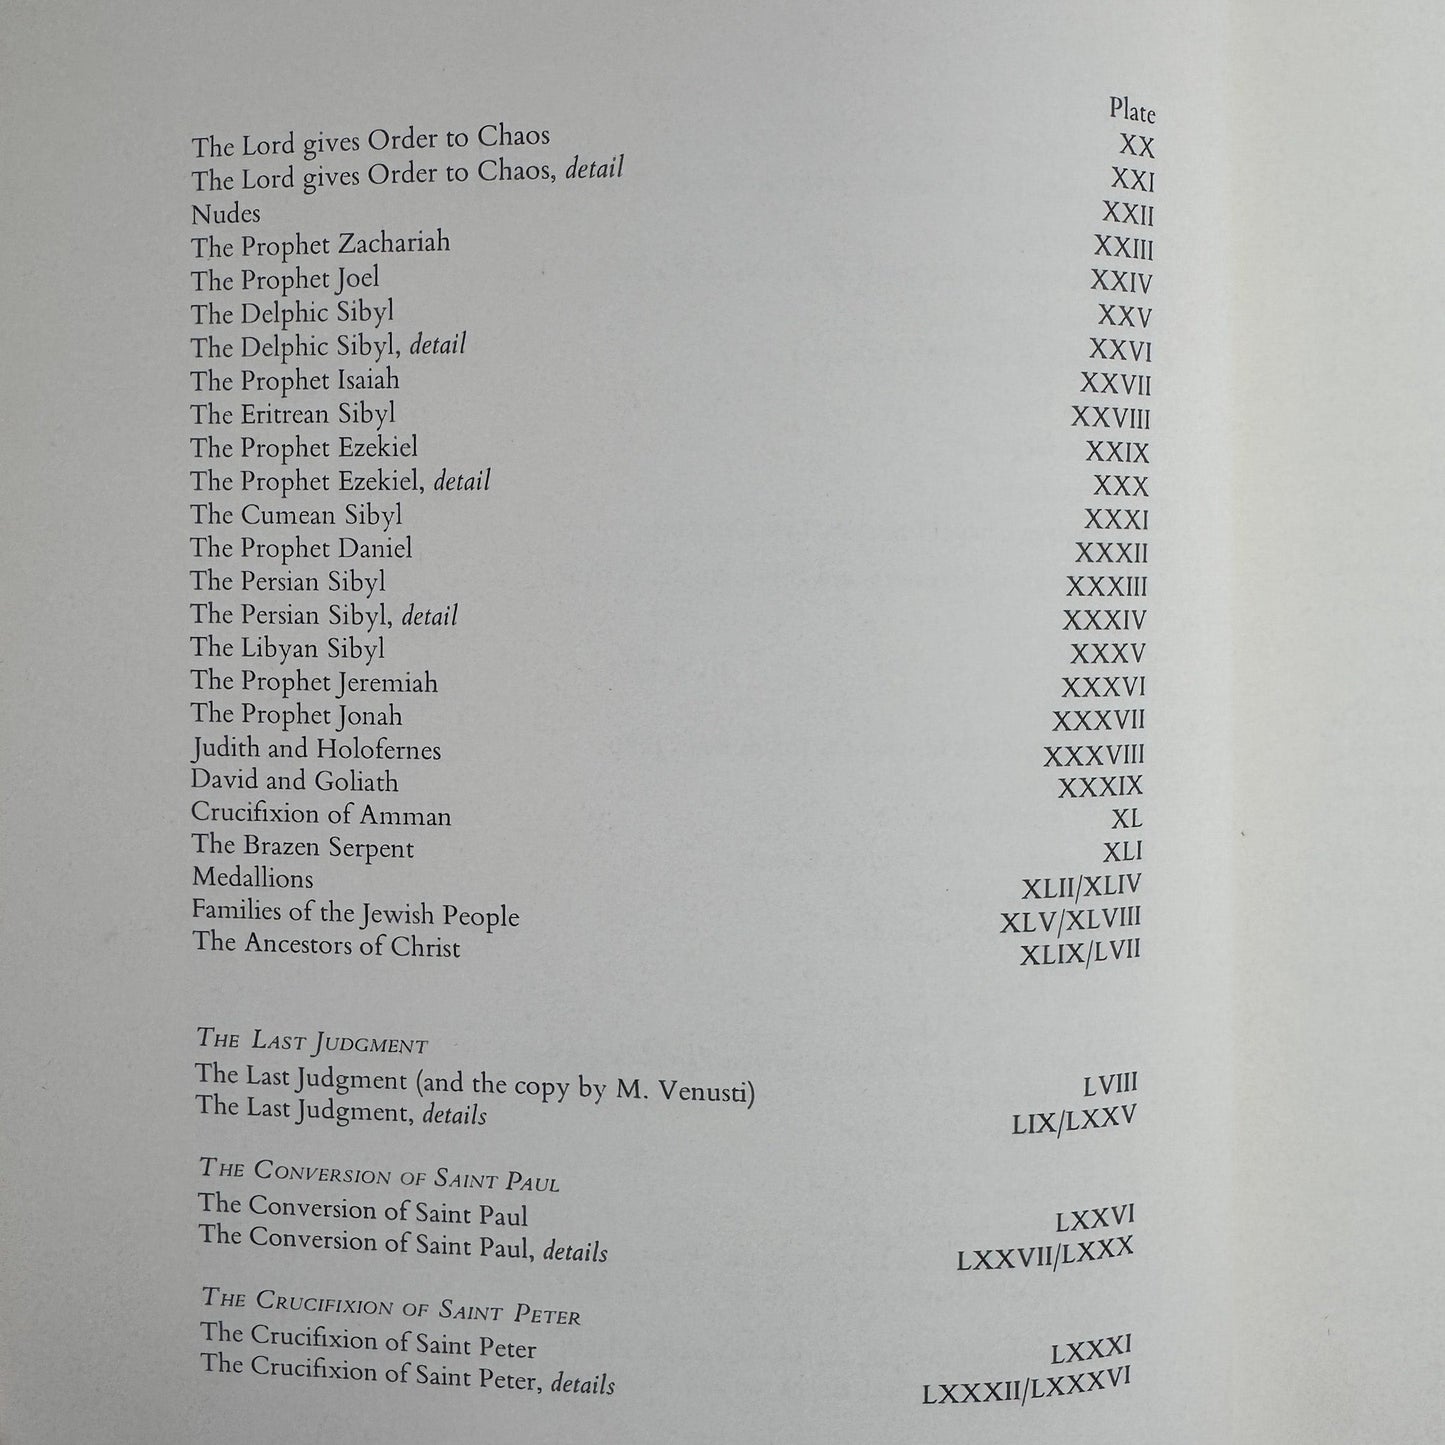 Plate
The Lord gives Order to Chaos XX
The Lord gives Order to Chaos, detail XXI
Nudes XXII
The Prophet Zachariah XXIII
The Prophet Joel XXIV
The Delphic Sibyl XXV
The Delphic Sibyl, detail XXVI
The Prophet Isaiah XXVII
The Eritrean Sibyl XXVIII
The Prophet Ezekiel XXIX
The Prophet Ezekiel, detail XXX
The Cumean Sibyl XXXI
The Prophet Daniel XXXII
The Persian Sibyl XXXIII
The Persian Sibyl, detail XXXIV
The Libyan Sibyl XXXV
The Prophet Jeremiah XXXVI
The Prophet Jonah XXXVII
Judith and Holofernes XXXVIII
David and Goliath XXXIX
Crucifixion of Amman XL
The Brazen Serpent XLI
Medallions XLII/XLIV
Families of the Jewish People XLV/XLVIII
The Ancestors of Christ XLIX/LVII
THE LAST JUDGMENT
The Last Judgment (and the copy by M. Venusti) LVIII
The Last Judgment, details LIX/LXXV
THE CONVERSION OF SAINT PAUL
The Conversion of Saint Paul LXXVI
The Conversion of Saint Paul, details LXXVII/LXXX
THE CRUCIFIXION OF SAINT PETER
The Crucifixion of Saint Peter LXXXI
The Crucifixion of Saint Peter, details LXXXII/LXXXVI